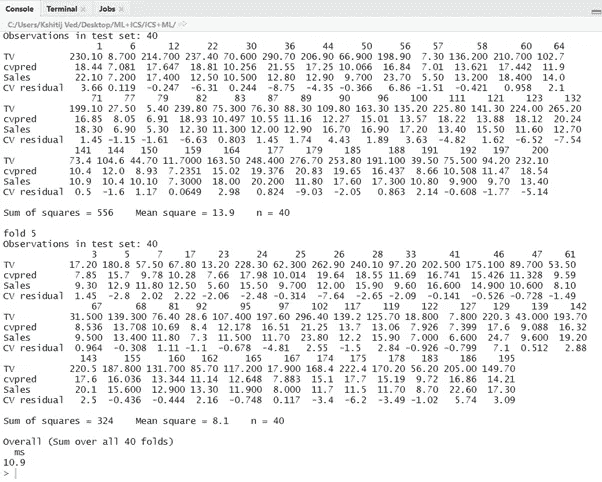 Console Terminal × Jobs ×
C:/Users/Kshitij Ved/Desktop/ML+ICS/ICS+ML/
Observations in test set: 40
1 6 12 22 30 36 44 50 51 57 58 60 64
TV 230.10 8.700 214.700 237.40 70.600 290.70 206.90 66.900 198.90 7.30 136.200 210.700 102.7
cvpred 18.44 7.081 17.647 18.81 10.256 21.55 17.25 10.066 16.84 7.01 13.621 17.442 11.9
Sales 22.10 7.200 17.400 12.50 10.500 12.80 12.90 9.700 23.70 5.50 13.200 18.400 14.0
CV residual 3.66 0.119 -0.247 -6.31 0.244 -8.75 -4.35 -0.366 6.86 -1.51 -0.421 0.958 2.1
71 77 79 82 83 87 89 90 96 100 111 121 123 132
TV 199.10 27.50 5.40 239.80 75.300 76.30 88.30 109.80 163.30 135.20 225.80 141.30 224.00 265.20
cvpred 16.85 8.05 6.91 18.93 10.497 10.55 11.16 12.27 15.01 13.57 18.22 13.88 18.12 20.24
Sales 18.30 6.90 5.30 12.30 11.300 12.00 12.90 16.70 16.90 17.20 13.40 15.50 11.60 12.70
CV residual 1.45 -1.15 -1.61 -6.63 0.803 1.45 1.74 4.43 1.89 3.63 -4.82 1.62 -6.52 -7.54
141 144 150 161 164 177 179 185 188 191 192 197 200
TV 73.4 104.6 44.70 11.7000 163.50 248.400 276.70 253.80 191.100 39.50 75.500 94.20 232.10
cvpred 10.4 12.0 8.93 7.2351 15.02 19.376 20.83 19.65 16.437 8.66 10.508 11.47 18.54
Sales 10.9 10.4 10.10 7.3000 18.00 20.200 11.80 17.60 17.300 10.80 9.900 9.70 13.40
CV residual 0.5 -1.6 1.17 0.0649 2.98 0.824 -9.03 -2.05 0.863 2.14 -0.608 -1.77 -5.14
Sum of squares = 556 Mean square = 13.9 n = 40
fold 5
Observations in test set: 40
3 5 7 17 23 24 25 26 28 33 41 46 47 61
TV 17.20 180.8 57.50 67.80 13.20 228.30 62.300 262.90 240.10 97.20 202.500 175.100 89.700 53.50
cvpred 7.85 15.7 9.78 10.28 7.66 17.98 10.014 19.64 18.55 11.69 16.741 15.426 11.328 9.59
Sales 9.30 12.9 11.80 12.50 5.60 15.50 9.700 12.00 15.90 9.60 16.600 14.900 10.600 8.10
CV residual 1.45 -2.8 2.02 2.22 -2.06 -2.48 -0.314 -7.64 -2.65 -2.09 -0.141 -0.526 -0.728 -1.49
67 68 81 92 95 97 102 116 117 119 122 127 129 139
TV 31.500 139.300 76.40 28.6 107.400 197.60 296.40 139.2 125.70 18.800 7.800 220.3 43.000
cvpred 8.536 13.708 10.69 8.4 12.178 16.51 21.25 13.7 13.06 7.926 7.399 17.6 9.088 16.32
Sales 9.500 13.400 11.80 7.3 11.500 11.70 23.80 12.2 15.90 7.000 6.600 24.7 9.600 19.20
CV residual 0.964 -0.308 1.11 -1.1 -0.678 -4.81 2.55 -1.5 2.84 -0.926 -0.799 7.1 0.512 2.88
143 155 160 162 165 167 174 175 178 183 186 195
TV 220.5 187.800 131.700 85.70 117.200 17.900 168.4 222.4 170.20 56.20 205.00 149.70
cvpred 17.6 16.036 13.344 11.14 12.648 7.883 15.1 17.7 15.19 9.72 16.86 14.21
Sales 20.1 15.600 12.900 13.30 11.900 8.000 11.7 11.5 11.70 8.70 22.60 17.30
CV residual 2.5 -0.436 -0.444 2.16 -0.748 0.117 -3.4 -6.2 -3.49 -1.02 5.74 3.09
Sum of squares = 324 Mean square = 8.1 n = 40
Overall (Sum over all 40 folds)
ms
10.9
>